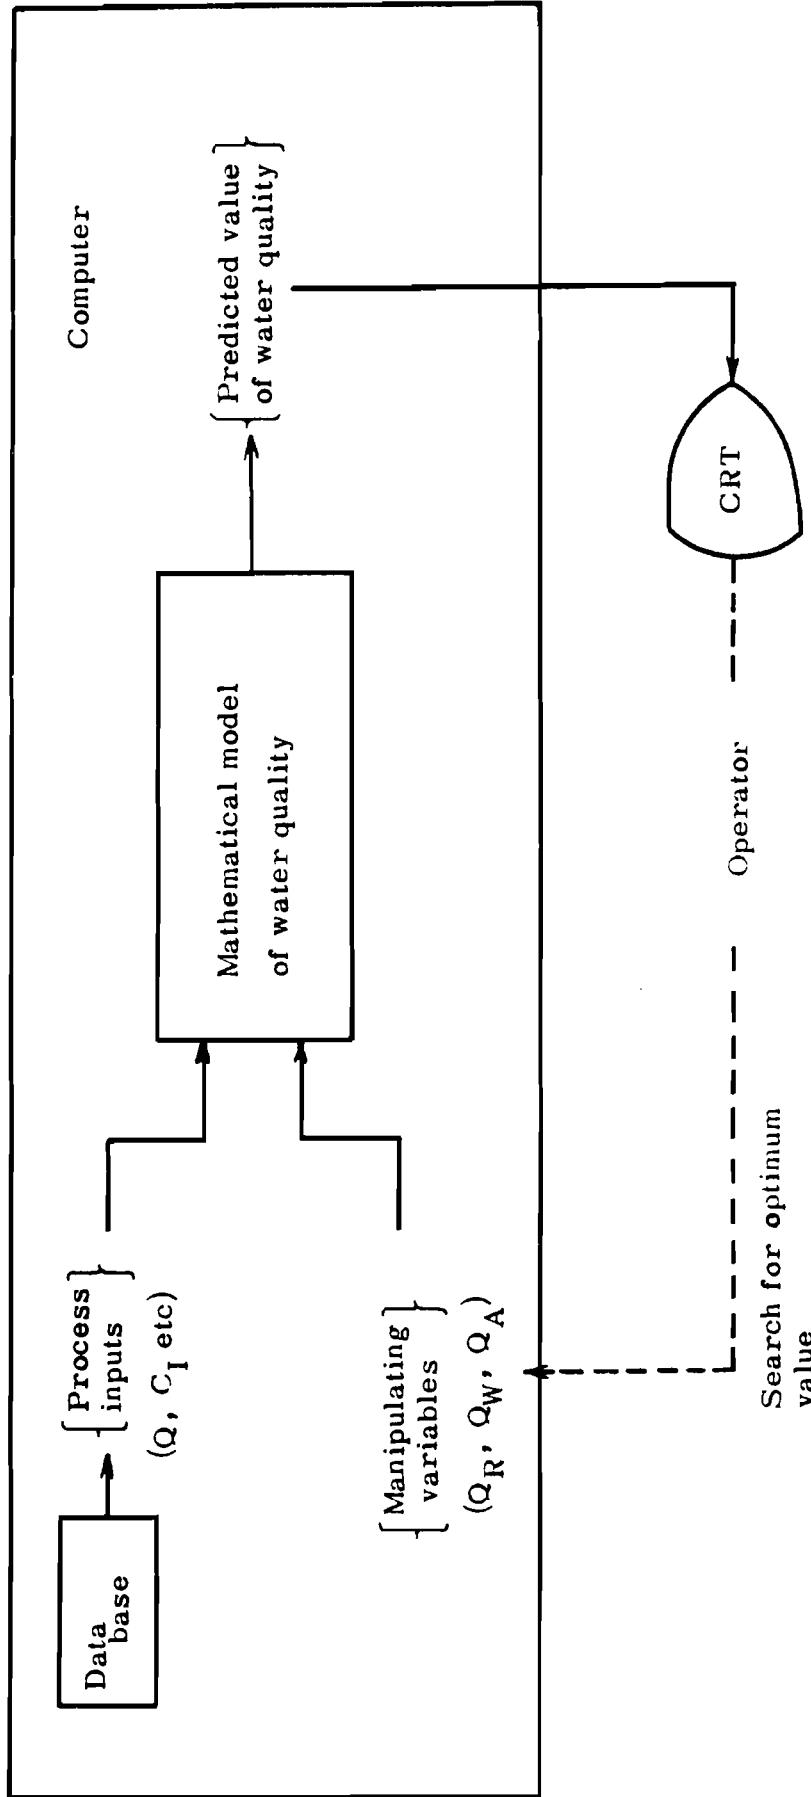 Computer
Data
base
{Process
inputs}
(Q, C_I etc)
{Manipulating
variables}
(Q_R, Q_W, Q_A)
Mathematical model
of water quality
{Predicted value
of water quality}
CRT
Operator
Search for optimum
value